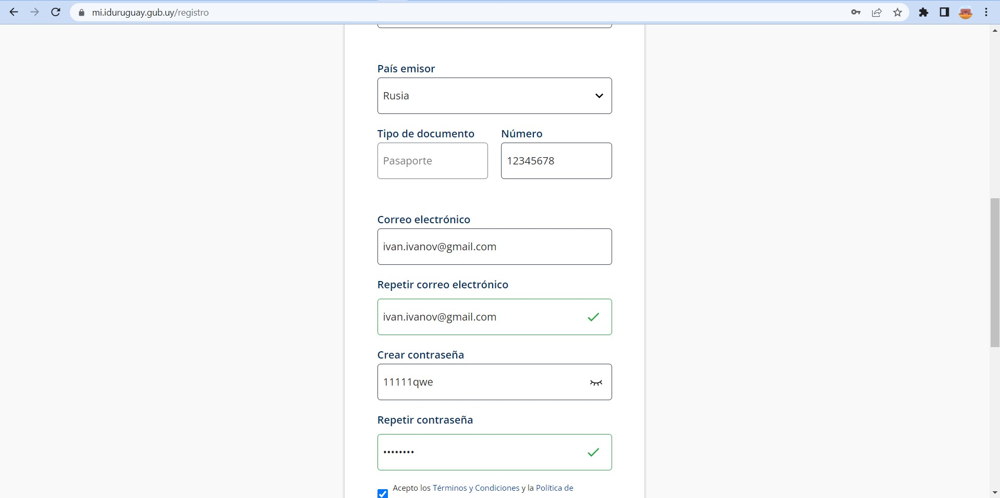 mi.iduruguay.gub.uy/registro
País emisor
Rusia
Tipo de documento
Número
Pasaporte
12345678
Correo electrónico
ivan.ivanov@gmail.com
Repetir correo electrónico
ivan.ivanov@gmail.com
Crear contraseña
11111qwe
Repetir contraseña
••••••••
Acepto los Términos y Condiciones y la Política de